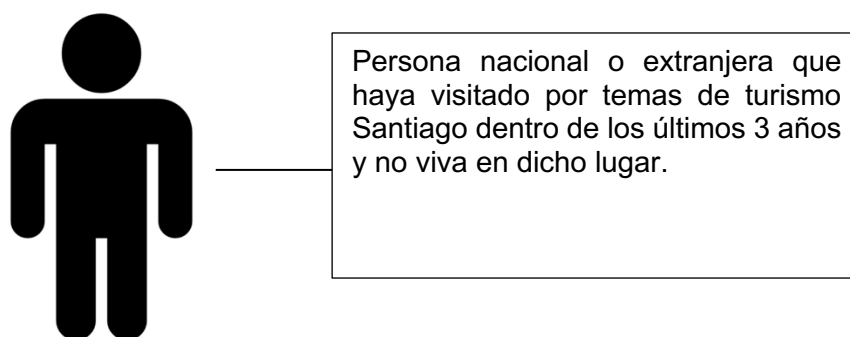 Persona nacional o extranjera que
haya visitado por temas de turismo
Santiago dentro de los últimos 3 años
y no viva en dicho lugar.